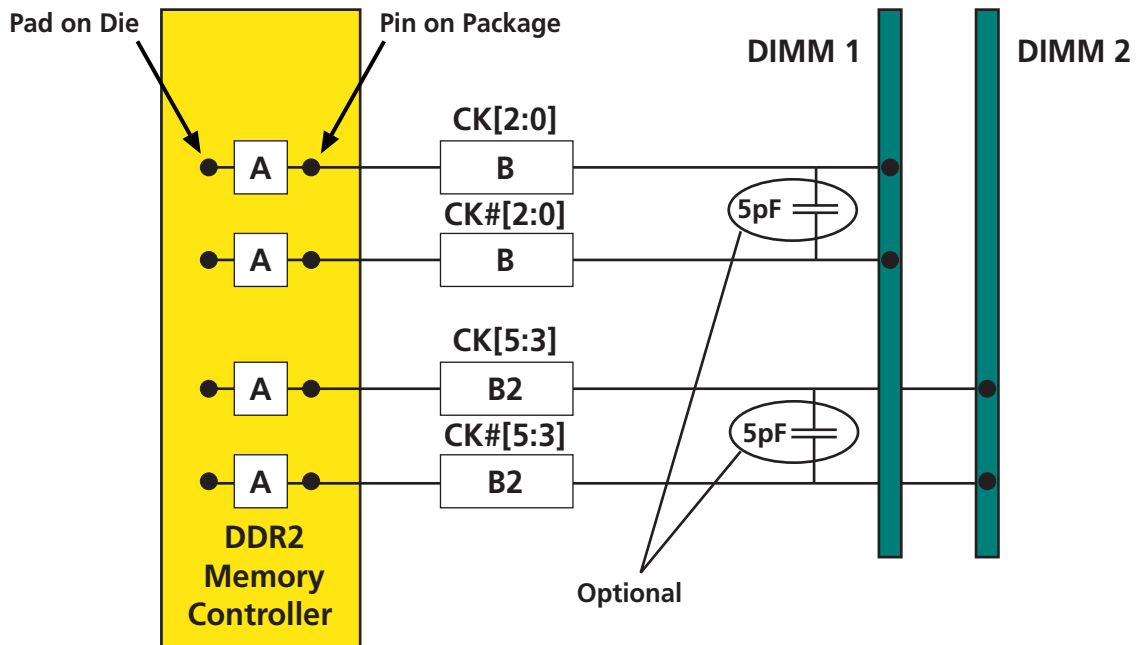 Pad on Die
Pin on Package
DIMM 1
DIMM 2
CK[2:0]
A
B
5pF
CK#[2:0]
A
B
CK[5:3]
A
B2
5pF
CK#[5:3]
A
B2
DDR2
Memory
Controller
Optional